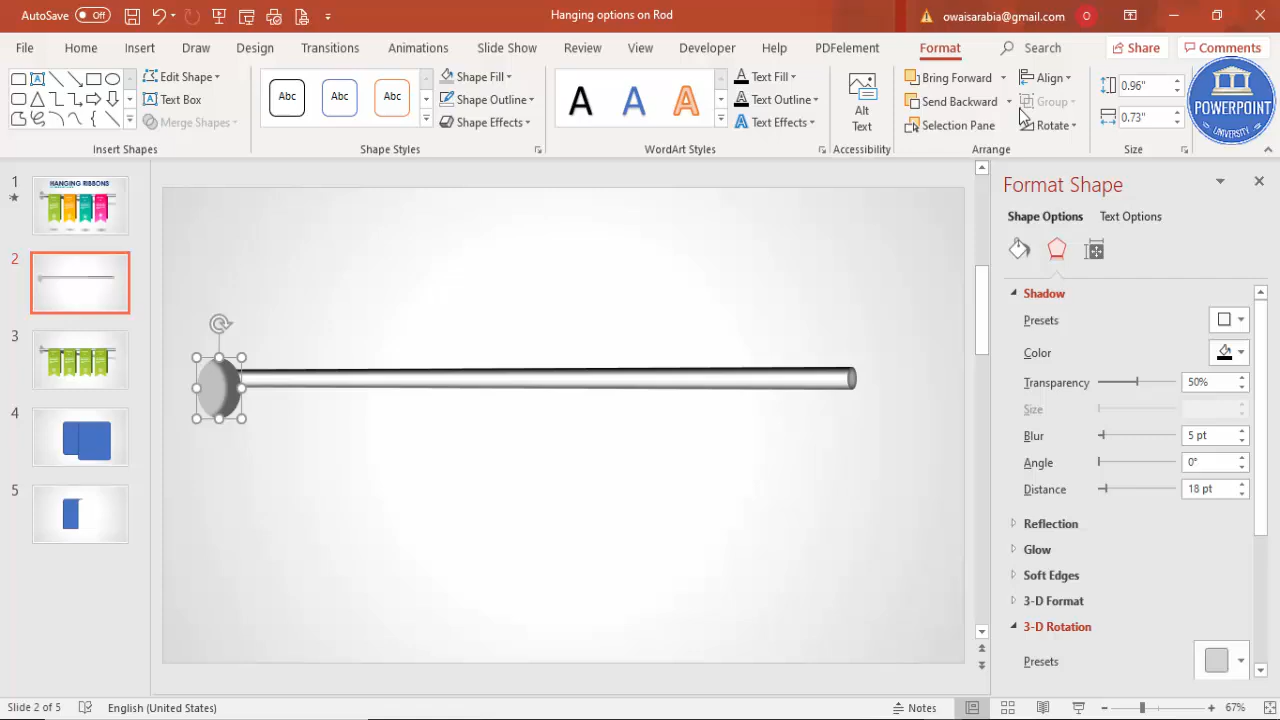 AutoSave Off
Hanging options on Rod
owaisarabia@gmail.com
O
File Home Insert Draw Design Transitions Animations Slide Show Review View Developer Help PDFelement Format Search Share Comments
Edit Shape
Text Box
Merge Shapes
Insert Shapes
Abc Abc Abc
Shape Fill
Shape Outline
Shape Effects
Shape Styles
A A A
Text Fill
Text Outline
Text Effects
WordArt Styles
Alt
Text
Accessibility
Bring Forward
Send Backward
Selection Pane
Align
Group
Rotate
Arrange
0.96"
0.73"
Size
POWERPOINT
UNIVERSITY
1
HANGING RIBBONS
2
3
4
5
Format Shape
Shape Options Text Options
Shadow
Presets
Color
Transparency 50%
Size
Blur 5 pt
Angle 0°
Distance 18 pt
Reflection
Glow
Soft Edges
3-D Format
3-D Rotation
Presets
Slide 2 of 5 English (United States) Notes 67%